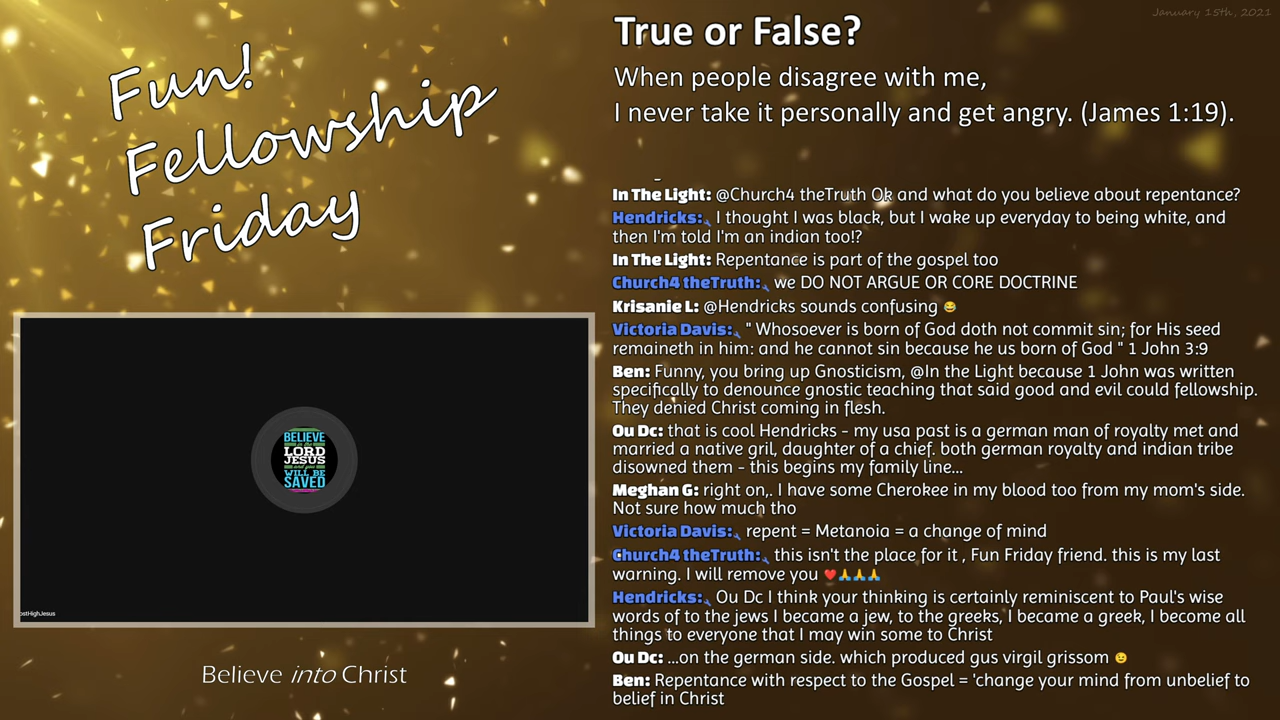 January 15th, 2021
Fun!
Fellowship
Friday
True or False?
When people disagree with me,
I never take it personally and get angry. (James 1:19).
In The Light: @Church4 theTruth Ok and what do you believe about repentance?
Hendricks: I thought I was black, but I wake up everyday to being white, and
then I'm told I'm an indian too!?
In The Light: Repentance is part of the gospel too
Church4 theTruth: we DO NOT ARGUE OR CORE DOCTRINE
Krisanie L: @Hendricks sounds confusing 😂
Victoria Davis: " Whosoever is born of God doth not commit sin; for His seed
remaineth in him: and he cannot sin because he us born of God " 1 John 3:9
Ben: Funny, you bring up Gnosticism, @In the Light because 1 John was written
specifically to denounce gnostic teaching that said good and evil could fellowship.
They denied Christ coming in flesh.
Ou Dc: that is cool Hendricks - my usa past is a german man of royalty met and
married a native gril, daughter of a chief. both german royalty and indian tribe
disowned them - this begins my family line...
Meghan G: right on,. I have some Cherokee in my blood too from my mom's side.
Not sure how much tho
Victoria Davis: repent = Metanoia = a change of mind
Church4 theTruth: this isn't the place for it , Fun Friday friend. this is my last
warning. I will remove you ❤️🙏🙏🙏
Hendricks: Ou Dc I think your thinking is certainly reminiscent to Paul's wise
words of to the jews I became a jew, to the greeks, I became a greek, I become all
things to everyone that I may win some to Christ
Ou Dc: ...on the german side. which produced gus virgil grissom 😉
Ben: Repentance with respect to the Gospel = 'change your mind from unbelief to
belief in Christ
BELIEVE
in the
LORD
JESUS
and you
WILL BE
SAVED
ostHighJesus
Believe into Christ